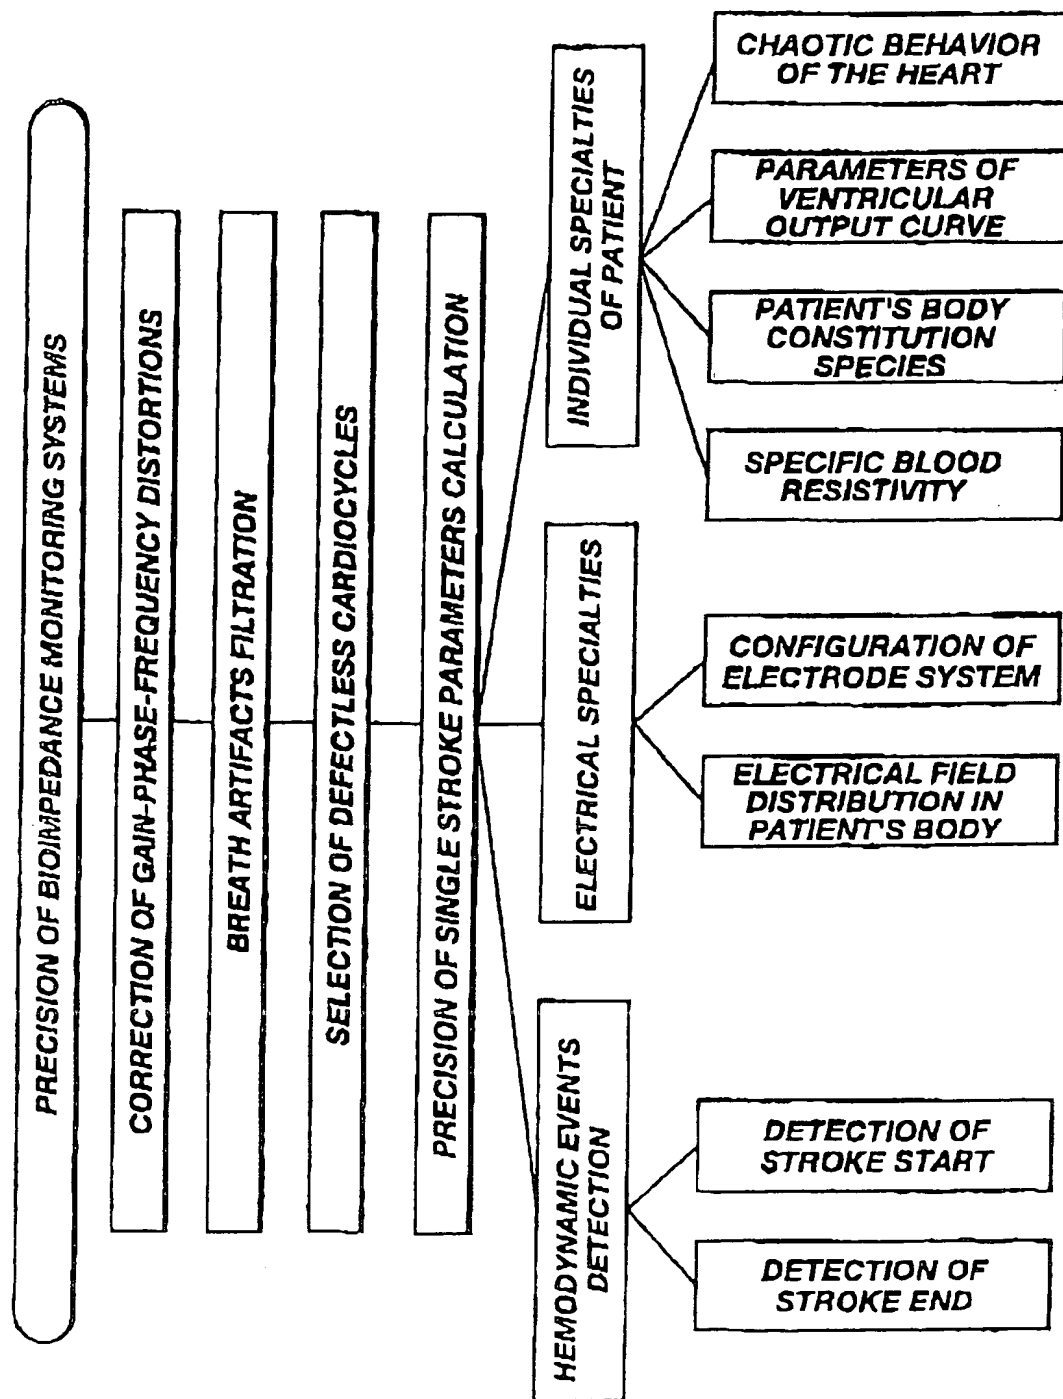 PRECISION OF BIOIMPEDANCE MONITORING SYSTEMS
CORRECTION OF GAIN-PHASE-FREQUENCY DISTORTIONS
BREATH ARTIFACTS FILTRATION
SELECTION OF DEFECTLESS CARDIOCYCLES
PRECISION OF SINGLE STROKE PARAMETERS CALCULATION
INDIVIDUAL SPECIALTIES
OF PATIENT
CHAOTIC BEHAVIOR
OF THE HEART
PARAMETERS OF
VENTRICULAR
OUTPUT CURVE
PATIENT'S BODY
CONSTITUTION
SPECIES
SPECIFIC BLOOD
RESISTIVITY
ELECTRICAL SPECIALTIES
CONFIGURATION OF
ELECTRODE SYSTEM
ELECTRICAL FIELD
DISTRIBUTION IN
PATIENT'S BODY
HEMODYNAMIC EVENTS
DETECTION
DETECTION OF
STROKE START
DETECTION OF
STROKE END